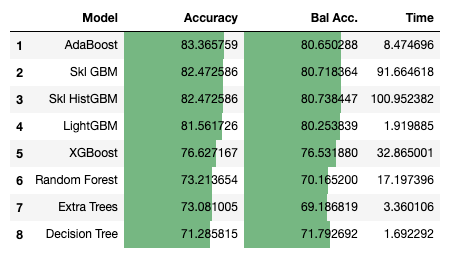 Model Accuracy Bal Acc. Time
1 AdaBoost 83.365759 80.650288 8.474696
2 Skl GBM 82.472586 80.718364 91.664618
3 Skl HistGBM 82.472586 80.738447 100.952382
4 LightGBM 81.561726 80.253839 1.919885
5 XGBoost 76.627167 76.531880 32.865001
6 Random Forest 73.213654 70.165200 17.197396
7 Extra Trees 73.081005 69.186819 3.360106
8 Decision Tree 71.285815 71.792692 1.692292